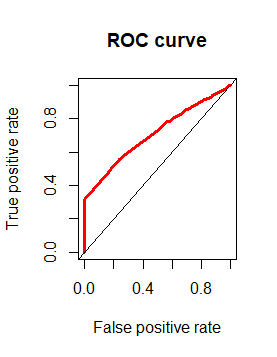 ROC curve
True positive rate
0.8
0.4
0.0
0.0 0.4 0.8
False positive rate